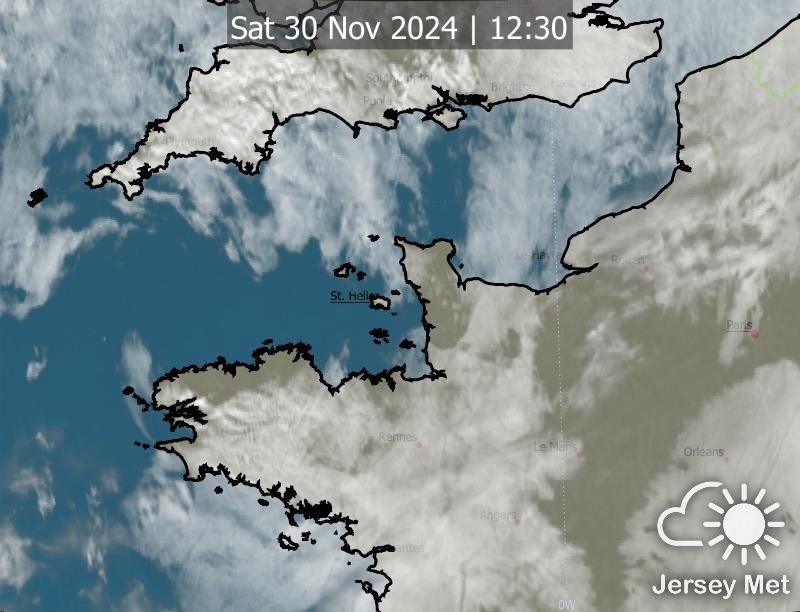 Sat 30 Nov 2024 | 12:30
Southampton
Brighton
Hastings
Poole
Plymouth
Le Havre
Rouen
St. Helier
Paris
Rennes
Le Mans
Orleans
Angers
Nantes
0W
Jersey Met